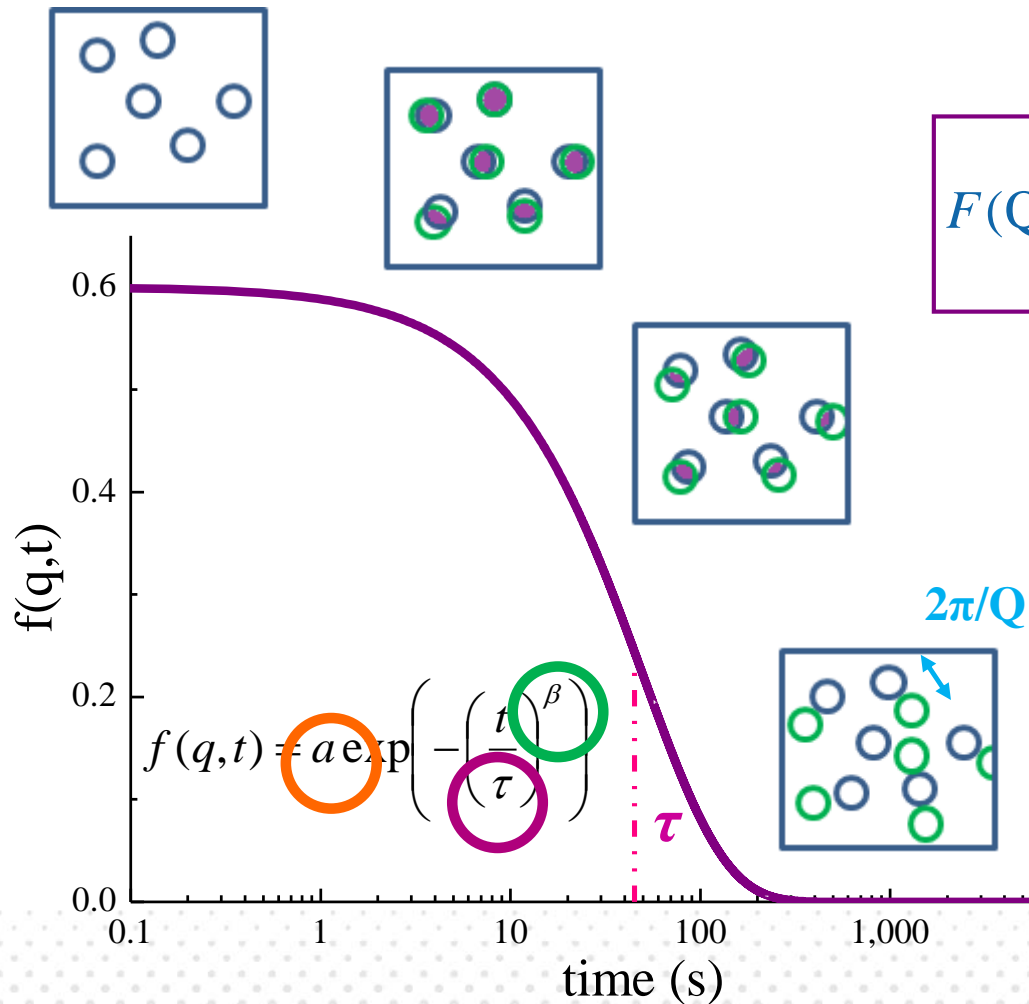 F(Q
0.6
0.4
0.2
0.0
f(q,t)
2π/Q
f(q,t) = a exp(−(t/τ)^β)
τ
0.1 1 10 100 1,000
time (s)